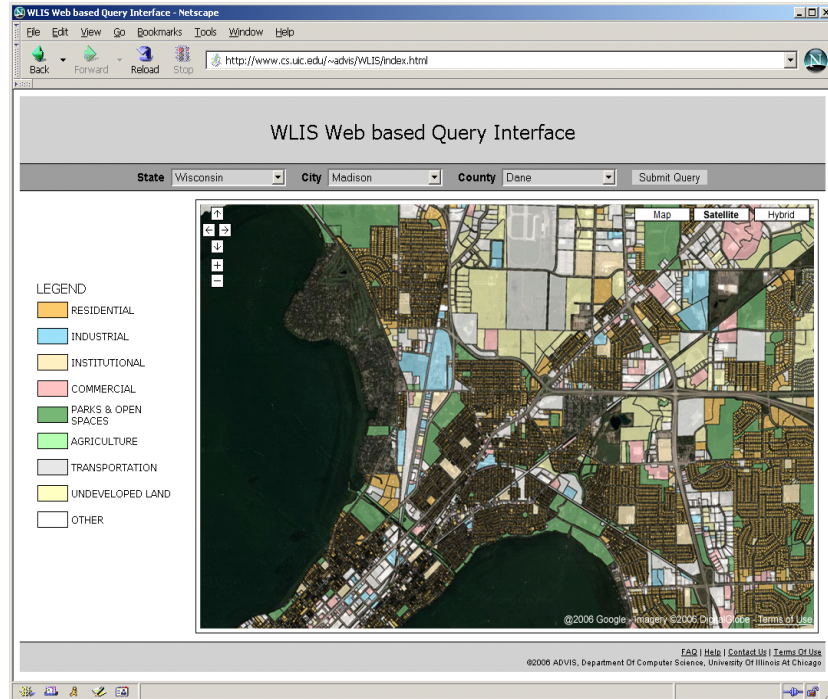 WLIS Web based Query Interface - Netscape
File Edit View Go Bookmarks Tools Window Help
Back Forward Reload Stop http://www.cs.uic.edu/~advis/WLIS/index.html
WLIS Web based Query Interface
State Wisconsin City Madison County Dane Submit Query
Map Satellite Hybrid
LEGEND
RESIDENTIAL
INDUSTRIAL
INSTITUTIONAL
COMMERCIAL
PARKS & OPEN
SPACES
AGRICULTURE
TRANSPORTATION
UNDEVELOPED LAND
OTHER
@2006 Google - Imagery ©2006 DigitalGlobe - Terms of Use
FAQ | Help | Contact Us | Terms Of Use
©2006 ADVIS, Department Of Computer Science, University Of Illinois At Chicago